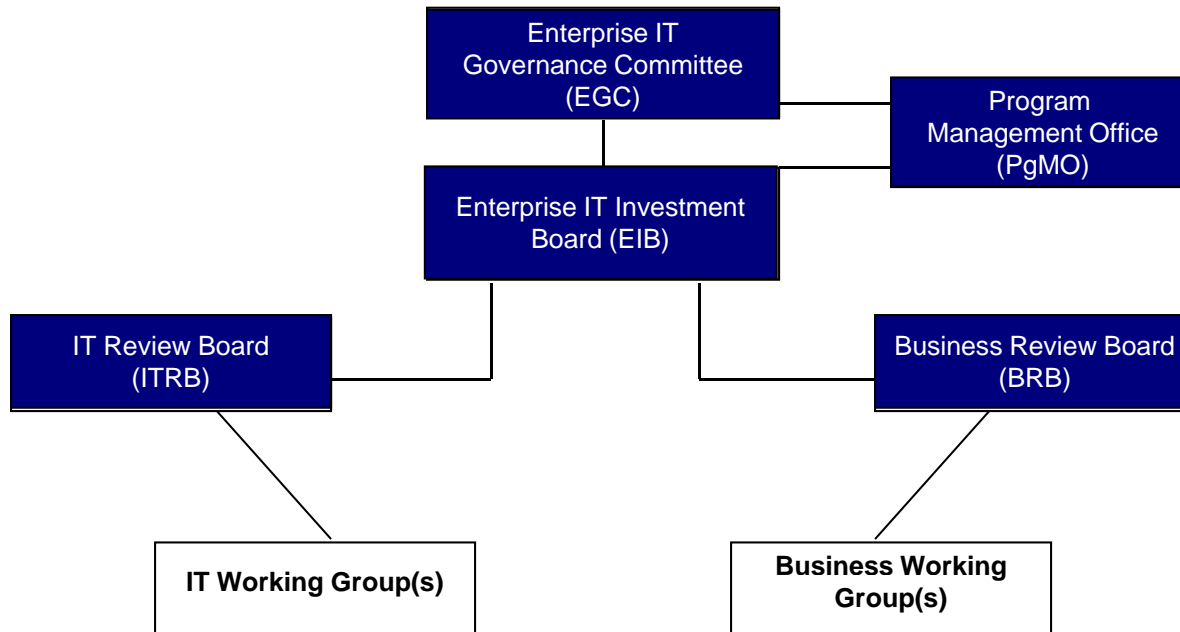 Enterprise IT
Governance Committee
(EGC)
Program
Management Office
(PgMO)
Enterprise IT Investment
Board (EIB)
IT Review Board
(ITRB)
Business Review Board
(BRB)
IT Working Group(s)
Business Working
Group(s)